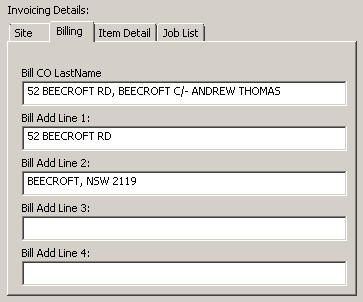 Invoicing Details:
Site Billing Item Detail Job List
Bill CO LastName
52 BEECROFT RD, BEECROFT C/- ANDREW THOMAS
Bill Add Line 1:
52 BEECROFT RD
Bill Add Line 2:
BEECROFT, NSW 2119
Bill Add Line 3:
Bill Add Line 4: